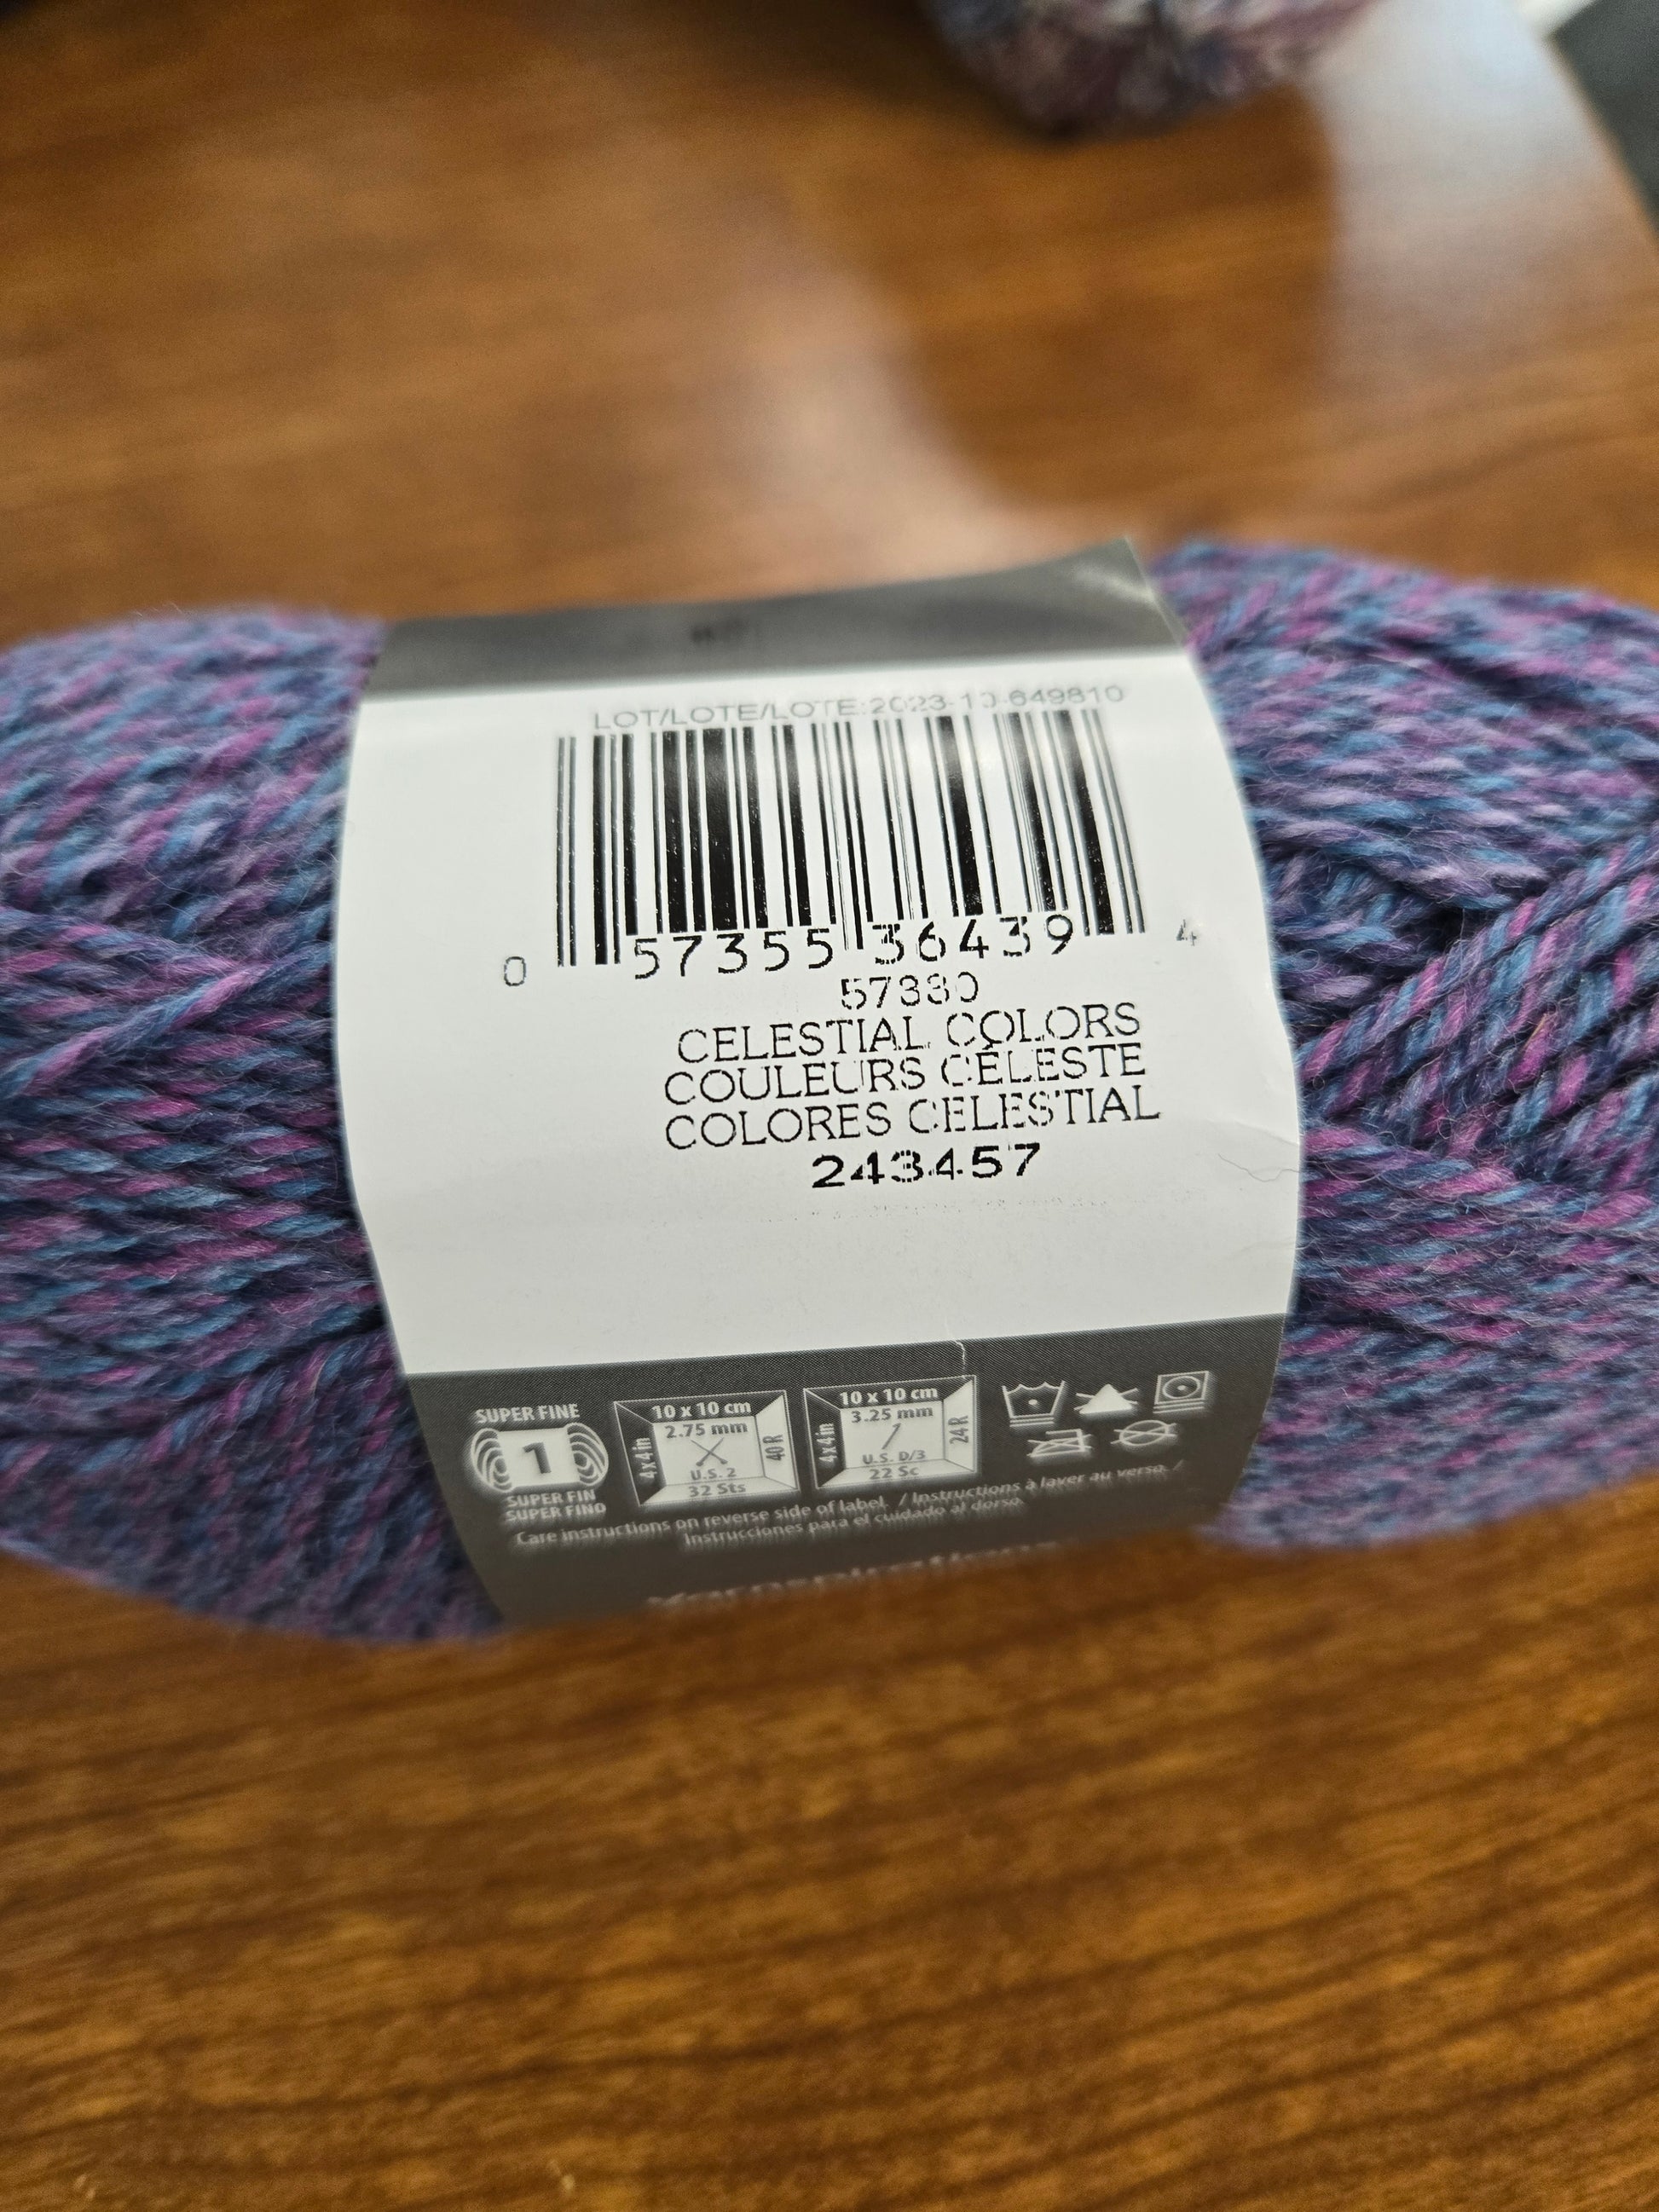 LOT/LOTE/LOTE:2023-10-649810
0 57355 36439 4
57330
CELESTIAL COLORS
COULEURS CÉLESTE
COLORES CELESTIAL
243457
SUPER FINE
1
SUPER FIN
SUPER FINO
10 x 10 cm
4x4in
2.75 mm
40 R
U.S. 2
32 Sts
10 x 10 cm
4x4in
3.25 mm
24 R
U.S. D/3
22 Sc
Care instructions on reverse side of label. / Instructions à laver au verso. /
Instrucciones para el cuidado al dorso.
Yarnspirations